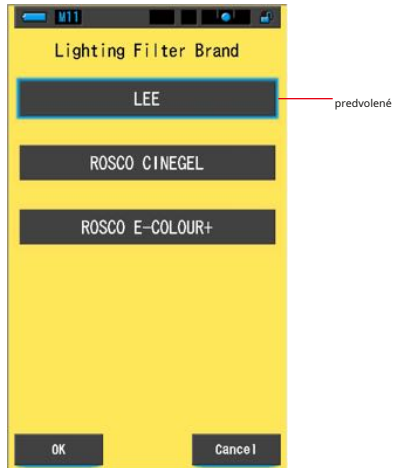 M11
Lighting Filter Brand
LEE
predvolené
ROSCO CINEGEL
ROSCO E-COLOUR+
OK
Cancel